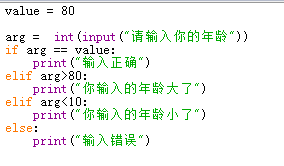 value = 80
arg =  int(input("请输入你的年龄"))
if arg == value:
    print("输入正确")
elif arg>80:
    print("你输入的年龄大了")
elif arg<10:
    print("你输入的年龄小了")
else:
    print("输入错误")